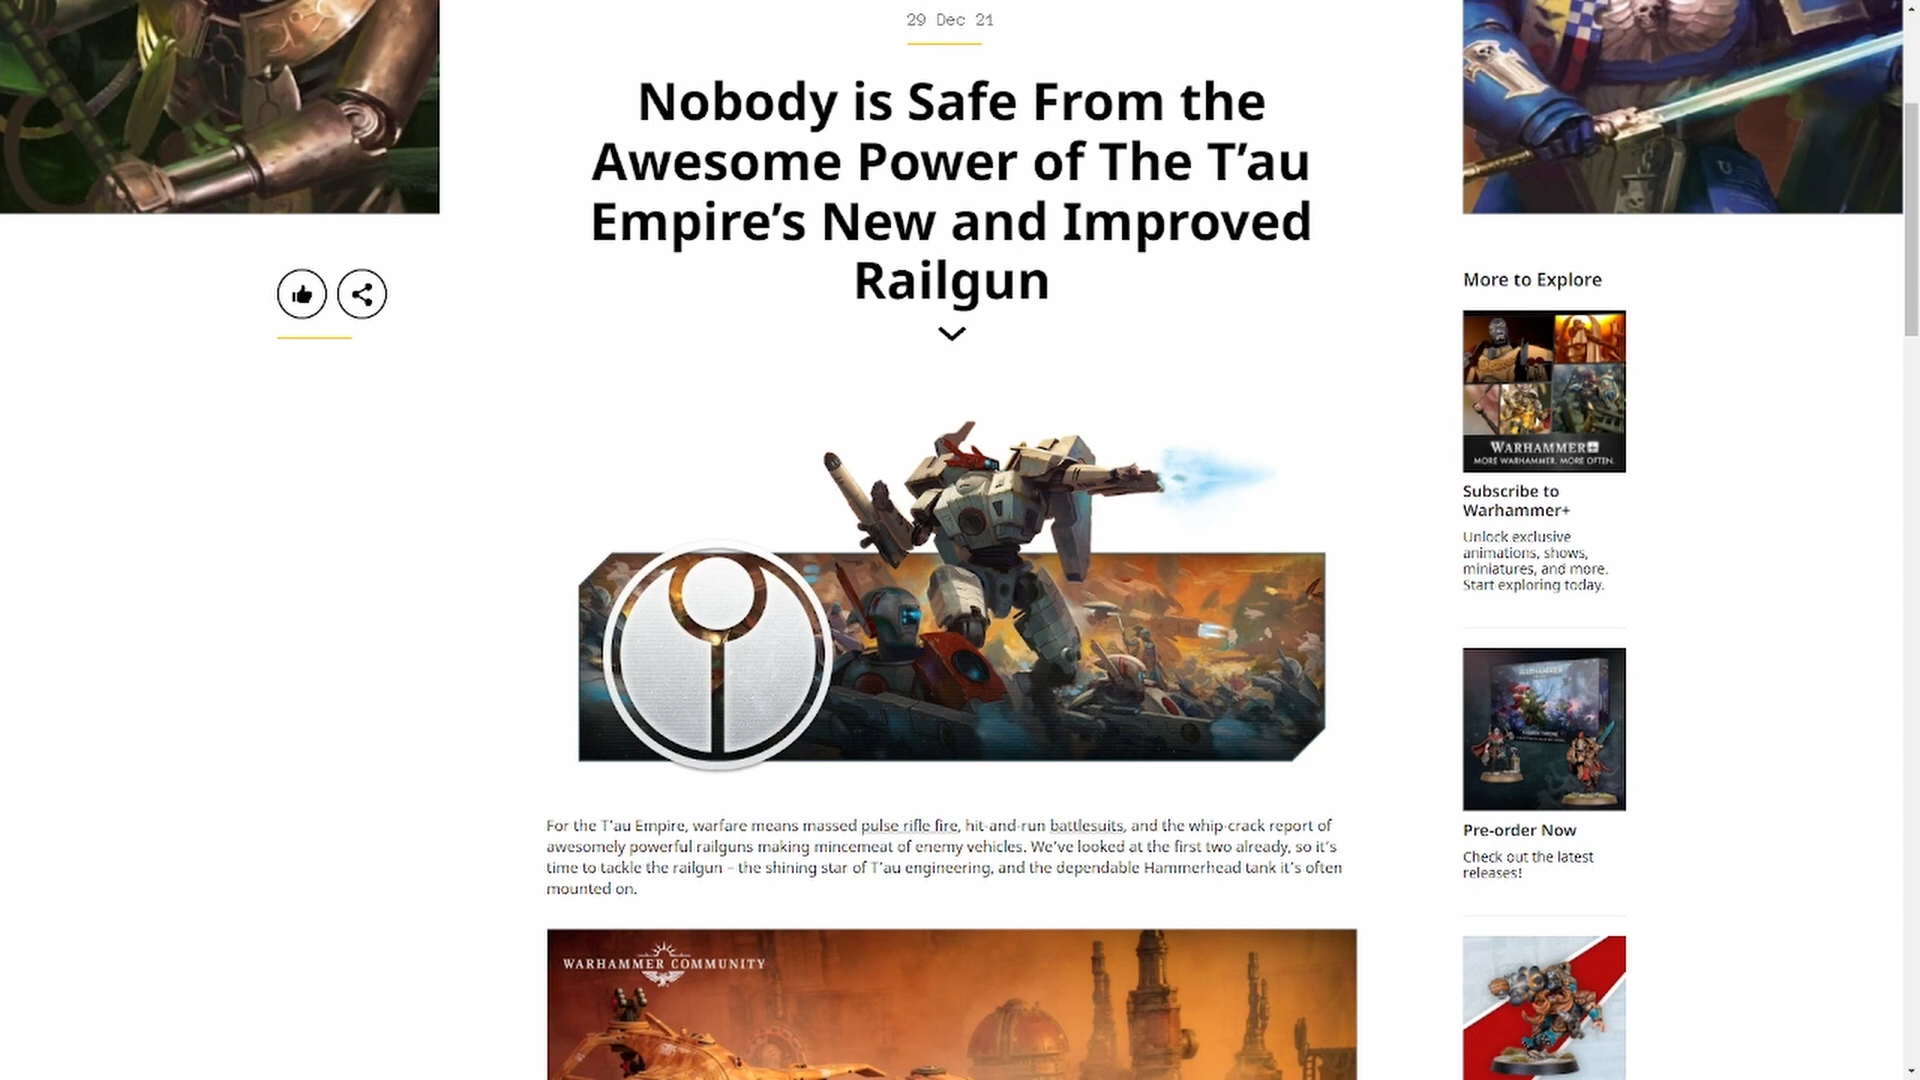 29 Dec 21
Nobody is Safe From the
Awesome Power of The T’au
Empire’s New and Improved
Railgun
For the T’au Empire, warfare means massed pulse rifle fire, hit-and-run battlesuits, and the whip-crack report of
awesomely powerful railguns making mincemeat of enemy vehicles. We’ve looked at the first two already, so it’s
time to tackle the railgun – the shining star of T’au engineering, and the dependable Hammerhead tank it’s often
mounted on.
WARHAMMER COMMUNITY
More to Explore
WARHAMMER+
MORE WARHAMMER. MORE OFTEN.
Subscribe to
Warhammer+
Unlock exclusive
animations, shows,
miniatures, and more.
Start exploring today.
Pre-order Now
Check out the latest
releases!